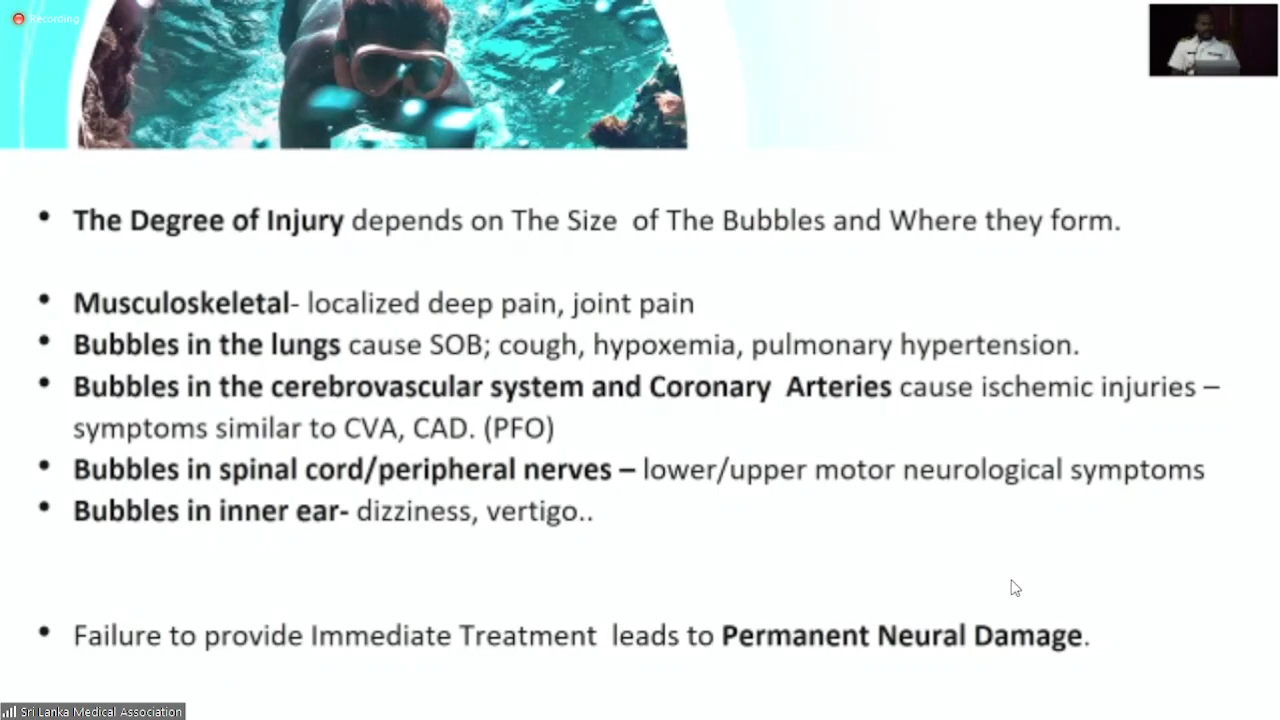 Recording
• The Degree of Injury depends on The Size of The Bubbles and Where they form.
• Musculoskeletal- localized deep pain, joint pain
• Bubbles in the lungs cause SOB; cough, hypoxemia, pulmonary hypertension.
• Bubbles in the cerebrovascular system and Coronary Arteries cause ischemic injuries –
symptoms similar to CVA, CAD. (PFO)
• Bubbles in spinal cord/peripheral nerves – lower/upper motor neurological symptoms
• Bubbles in inner ear- dizziness, vertigo..
• Failure to provide Immediate Treatment leads to Permanent Neural Damage.
Sri Lanka Medical Association